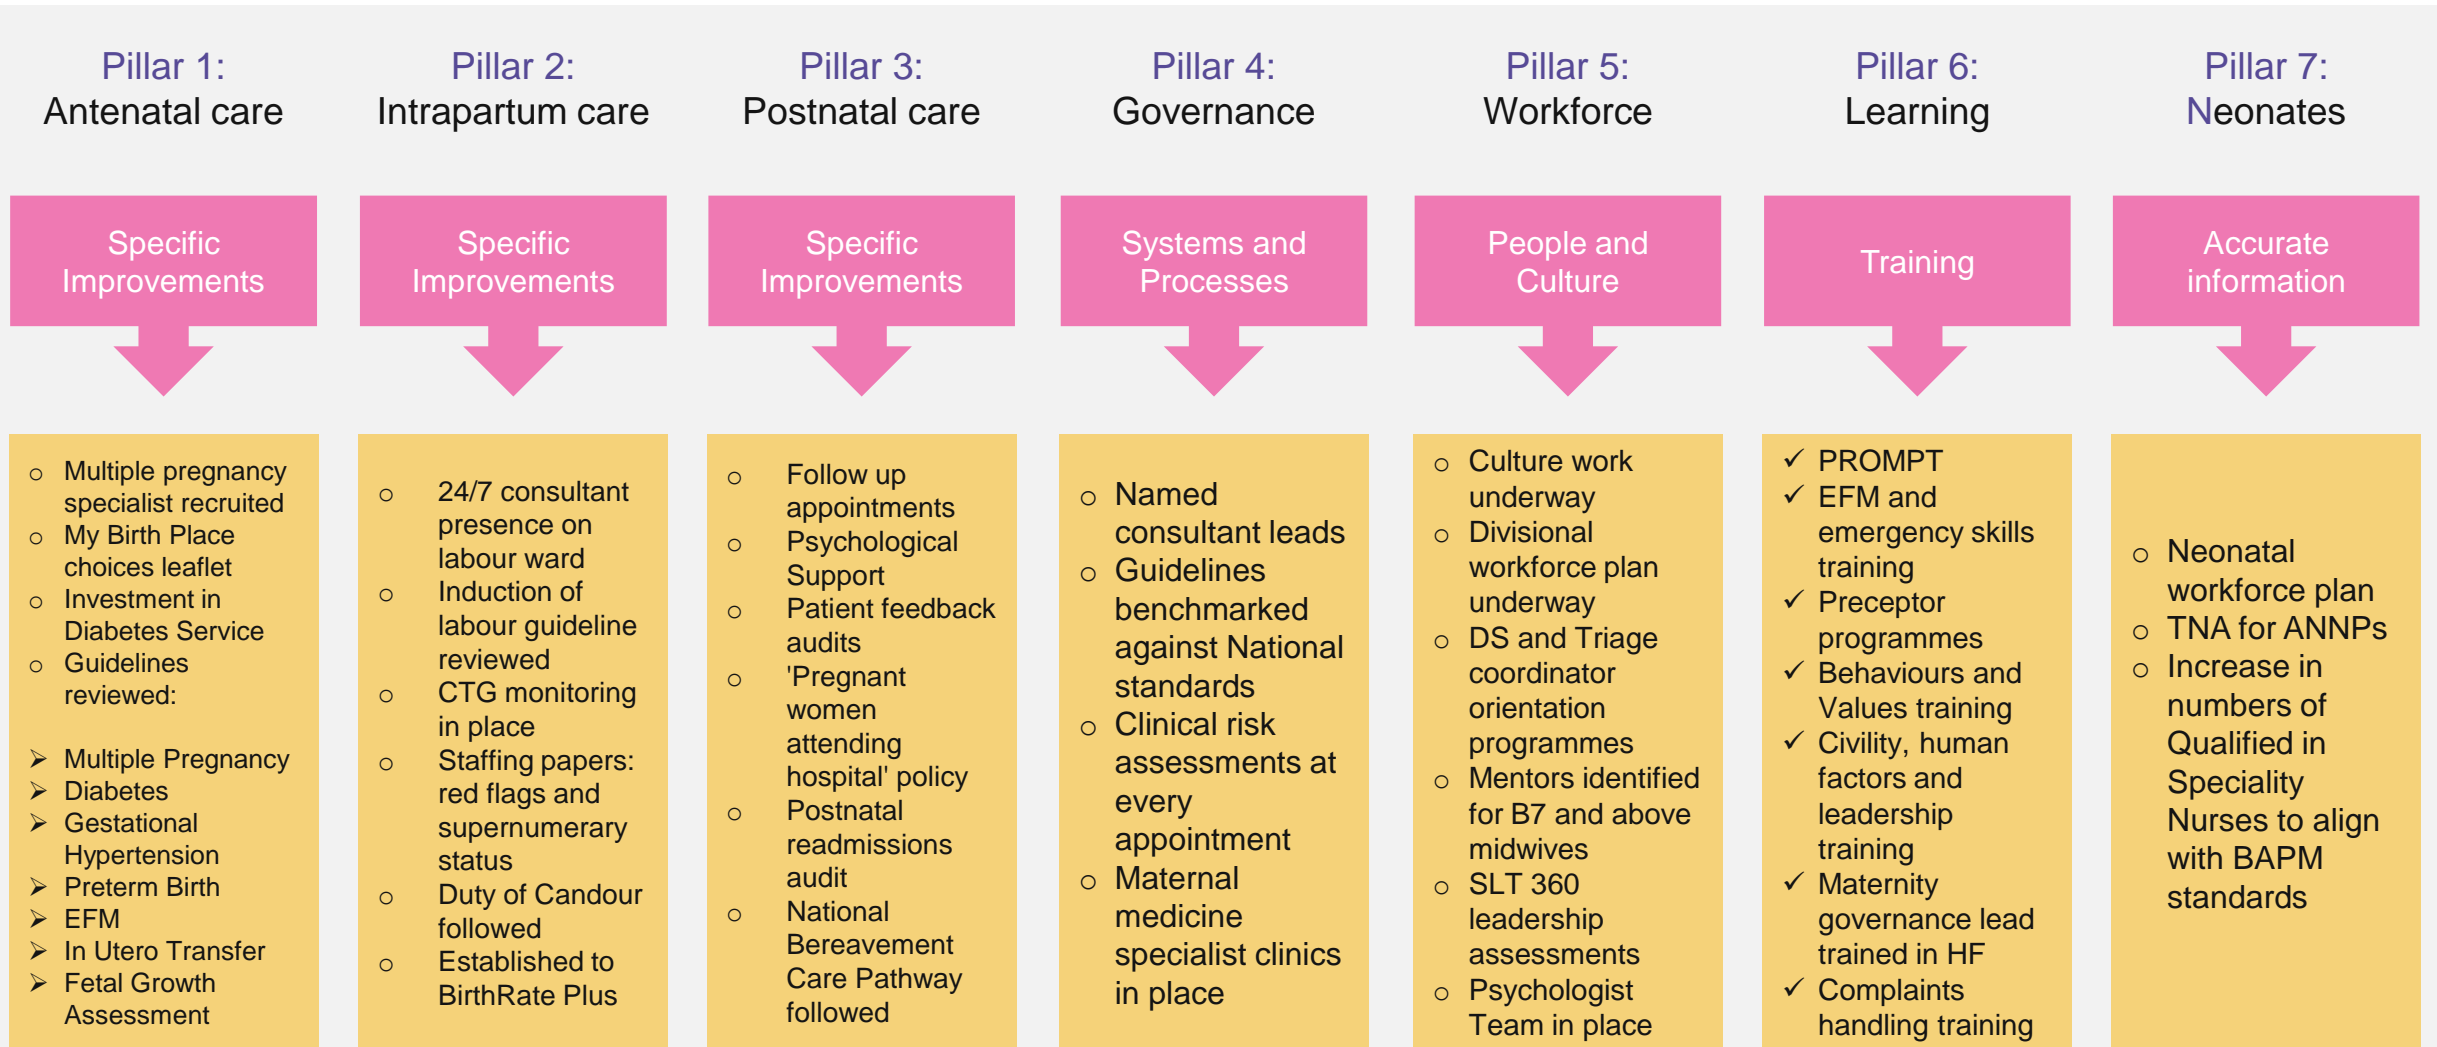 Pillar 1:
Antenatal care
Specific
Improvements
○ Multiple pregnancy
specialist recruited
○ My Birth Place
choices leaflet
○ Investment in
Diabetes Service
○ Guidelines
reviewed:
➢ Multiple Pregnancy
➢ Diabetes
➢ Gestational
Hypertension
➢ Preterm Birth
➢ EFM
➢ In Utero Transfer
➢ Fetal Growth
Assessment
Pillar 2:
Intrapartum care
Specific
Improvements
○ 24/7 consultant
presence on
labour ward
○ Induction of
labour guideline
reviewed
○ CTG monitoring
in place
○ Staffing papers:
red flags and
supernumerary
status
○ Duty of Candour
followed
○ Established to
BirthRate Plus
Pillar 3:
Postnatal care
Specific
Improvements
○ Follow up
appointments
○ Psychological
Support
○ Patient feedback
audits
○ 'Pregnant
women
attending
hospital' policy
○ Postnatal
readmissions
audit
○ National
Bereavement
Care Pathway
followed
Pillar 4:
Governance
Systems and
Processes
○ Named
consultant leads
○ Guidelines
benchmarked
against National
standards
○ Clinical risk
assessments at
every
appointment
○ Maternal
medicine
specialist clinics
in place
Pillar 5:
Workforce
People and
Culture
○ Culture work
underway
○ Divisional
workforce plan
underway
○ DS and Triage
coordinator
orientation
programmes
○ Mentors identified
for B7 and above
midwives
○ SLT 360
leadership
assessments
○ Psychologist
Team in place
Pillar 6:
Learning
Training
✓ PROMPT
✓ EFM and
emergency skills
training
✓ Preceptor
programmes
✓ Behaviours and
Values training
✓ Civility, human
factors and
leadership
training
✓ Maternity
governance lead
trained in HF
✓ Complaints
handling training
Pillar 7:
Neonates
Accurate
information
○ Neonatal
workforce plan
○ TNA for ANNPs
○ Increase in
numbers of
Qualified in
Speciality
Nurses to align
with BAPM
standards